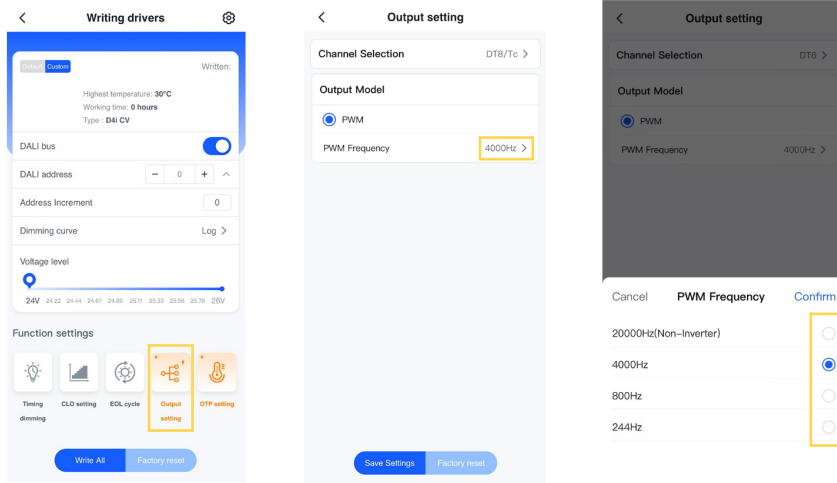 Writing drivers
Default Custom
Written:
Highest temperature: 30°C
Working time: 0 hours
Type : D4i CV
DALI bus
DALI address
− 0 +
Address Increment
0
Dimming curve
Log >
Voltage level
24V 24.22 24.44 24.67 24.89 25.11 25.33 25.56 25.78 26V
Function settings
Timing dimming
CLO setting
EOL cycle
Output setting
OTP setting
Write All
Factory reset
Output setting
Channel Selection
DT8/Tc >
Output Model
PWM
PWM Frequency
4000Hz >
Save Settings
Factory reset
Output setting
Channel Selection
DT6 >
Output Model
PWM
PWM Frequency
4000Hz >
Cancel
PWM Frequency
Confirm
20000Hz(Non-Inverter)
4000Hz
800Hz
244Hz